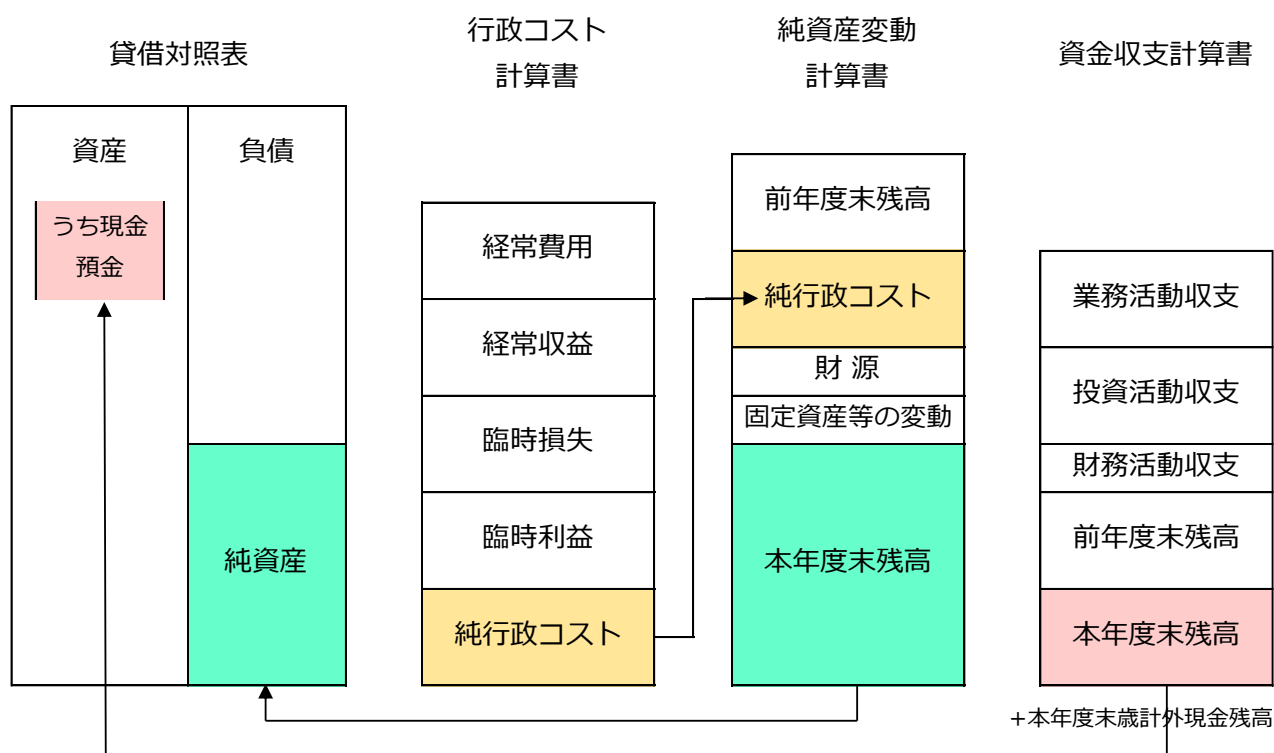 貸借対照表
資産
うち現金
預金
負債
純資産
行政コスト
計算書
経常費用
経常収益
臨時損失
臨時利益
純行政コスト
純資産変動
計算書
前年度末残高
純行政コスト
財 源
固定資産等の変動
本年度末残高
資金収支計算書
業務活動収支
投資活動収支
財務活動収支
前年度末残高
本年度末残高
+本年度末歳計外現金残高